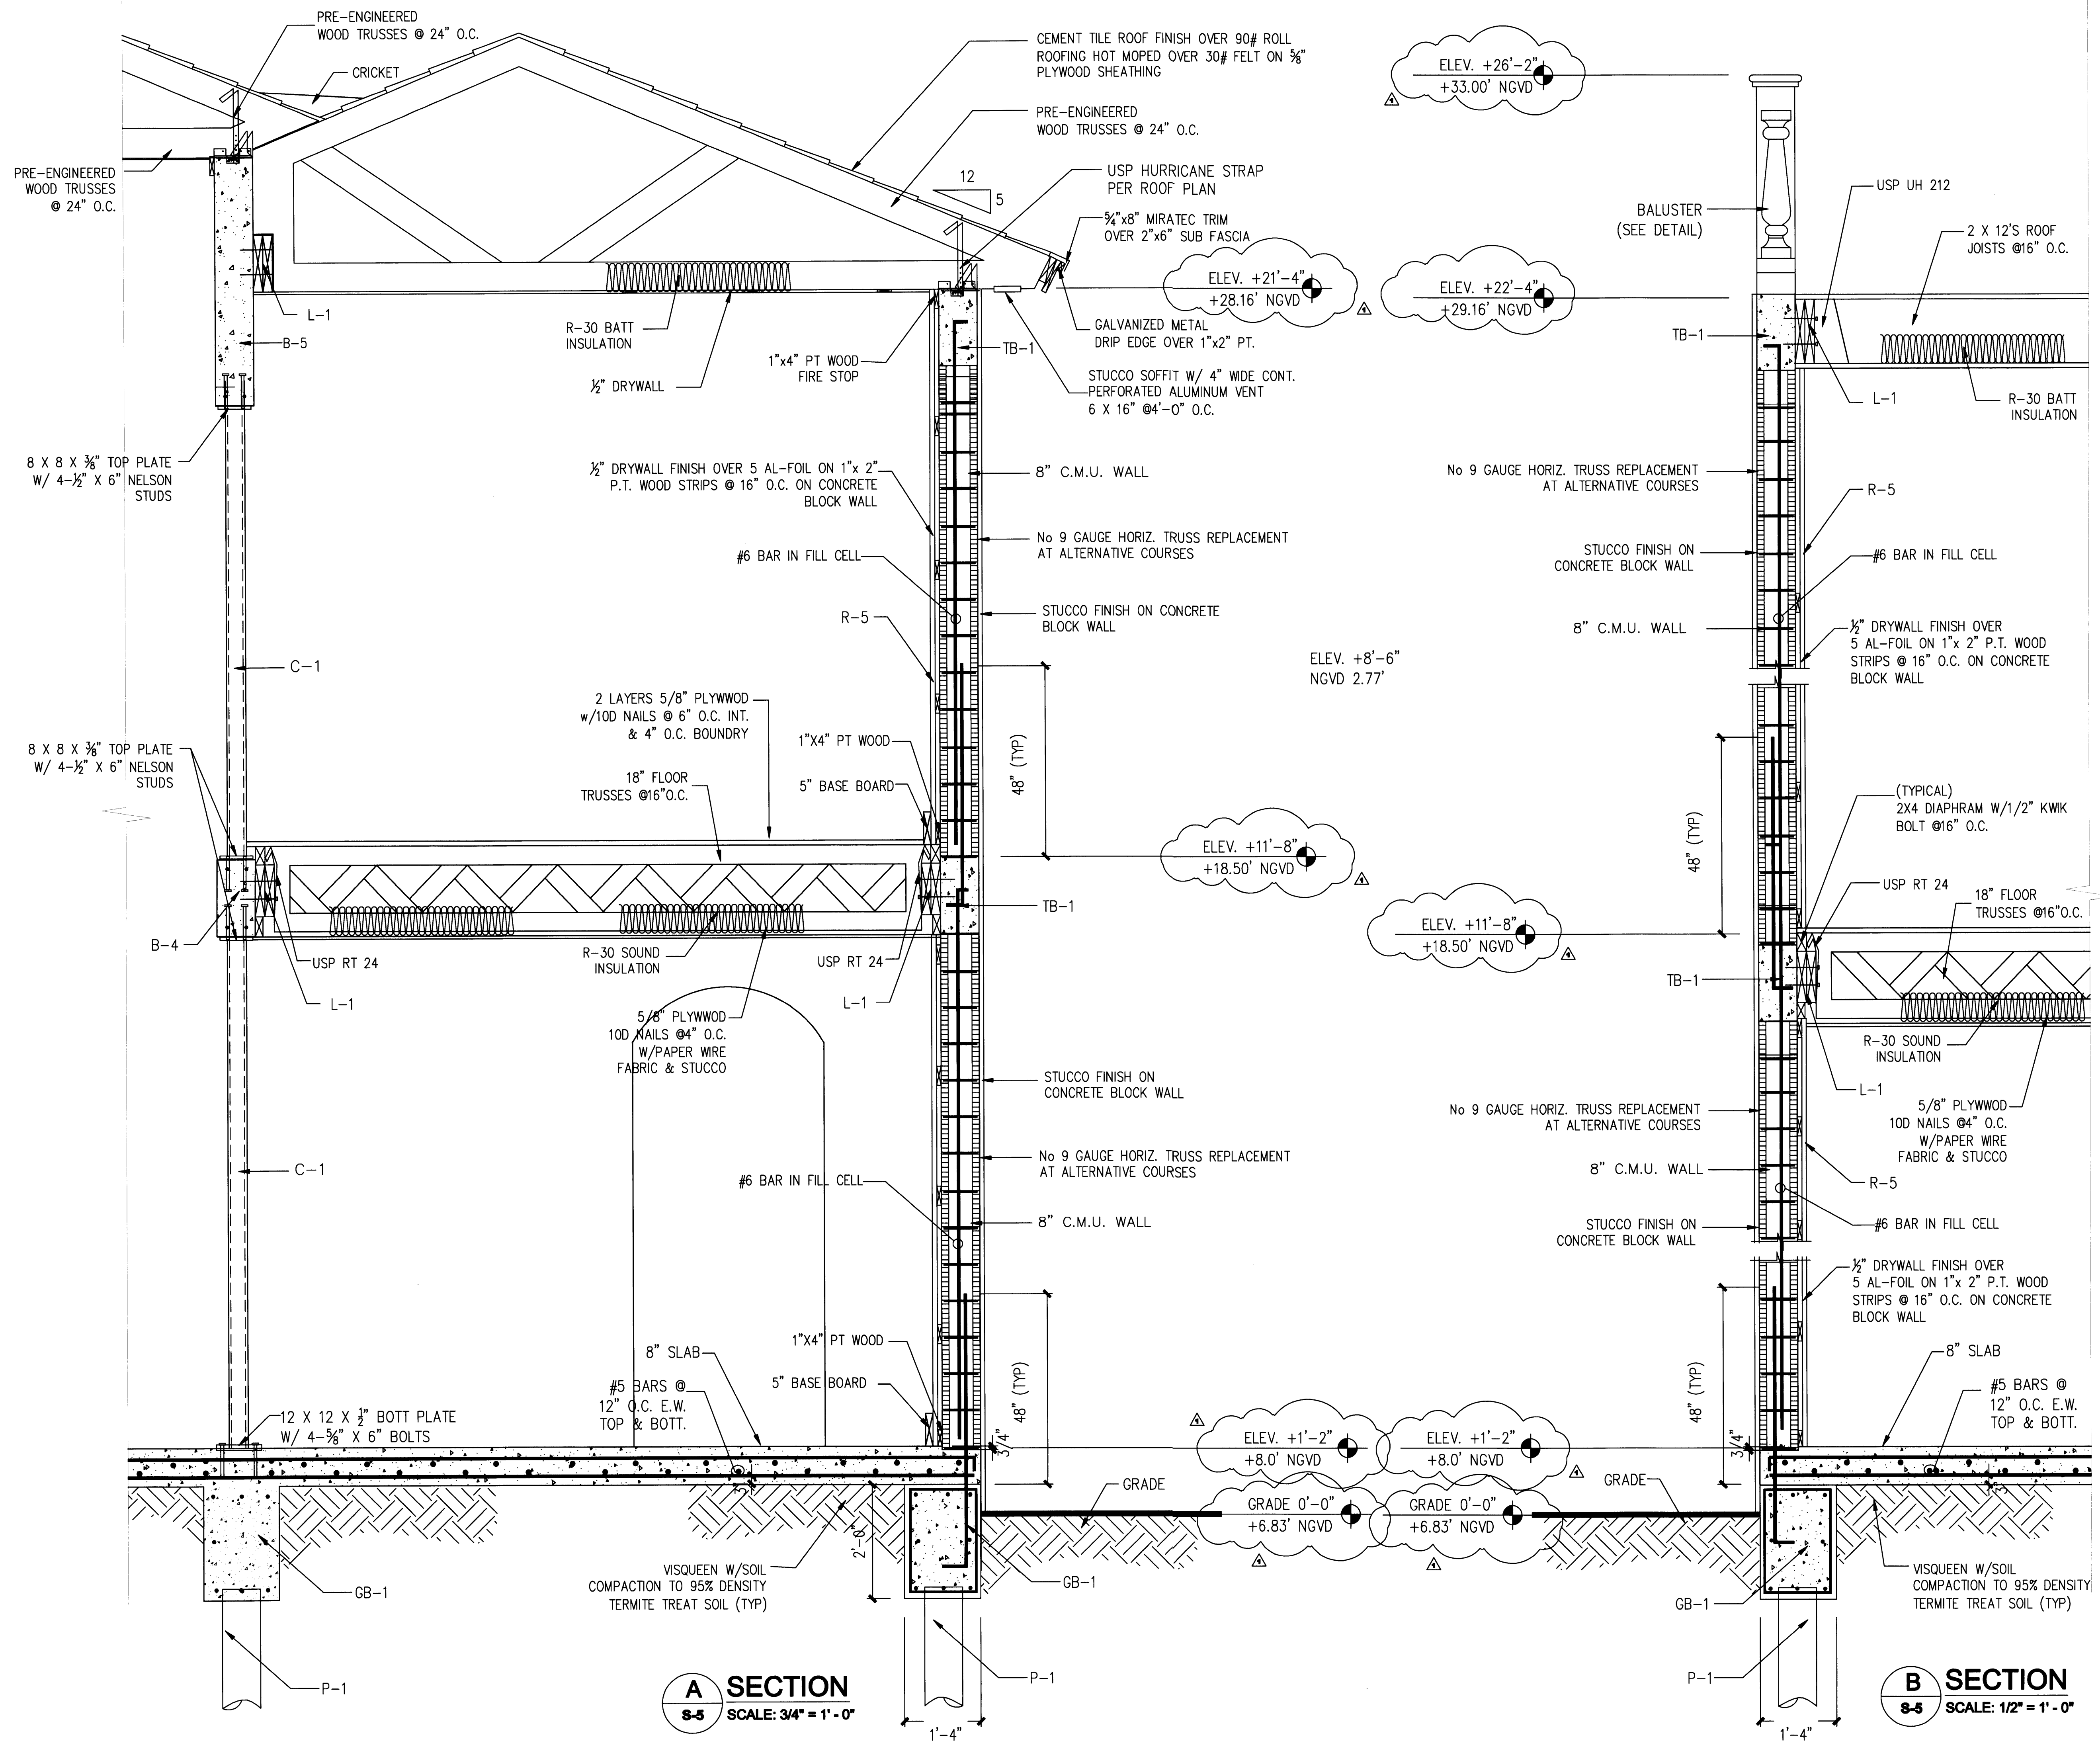 PRE-ENGINEERED
WOOD TRUSSES @ 24" O.C.
CRICKET
PRE-ENGINEERED
WOOD TRUSSES
@ 24" O.C.
CEMENT TILE ROOF FINISH OVER 90# ROLL
ROOFING HOT MOPED OVER 30# FELT ON ⅝"
PLYWOOD SHEATHING
PRE-ENGINEERED
WOOD TRUSSES @ 24" O.C.
USP HURRICANE STRAP
PER ROOF PLAN
12
5
5/4"x8" MIRATEC TRIM
OVER 2"x6" SUB FASCIA
ELEV. +21'-4"
+28.16' NGVD
GALVANIZED METAL
DRIP EDGE OVER 1"x2" PT.
TB-1
STUCCO SOFFIT W/ 4" WIDE CONT.
PERFORATED ALUMINUM VENT
6 X 16" @4'-0" O.C.
L-1
B-5
R-30 BATT
INSULATION
½" DRYWALL
1"x4" PT WOOD
FIRE STOP
8 X 8 X ⅜" TOP PLATE
W/ 4-½" X 6" NELSON
STUDS
½" DRYWALL FINISH OVER 5 AL-FOIL ON 1"x 2"
P.T. WOOD STRIPS @ 16" O.C. ON CONCRETE
BLOCK WALL
8" C.M.U. WALL
#6 BAR IN FILL CELL
No 9 GAUGE HORIZ. TRUSS REPLACEMENT
AT ALTERNATIVE COURSES
R-5
STUCCO FINISH ON CONCRETE
BLOCK WALL
C-1
2 LAYERS 5/8" PLYWWOD
w/10D NAILS @ 6" O.C. INT.
& 4" O.C. BOUNDRY
8 X 8 X ⅜" TOP PLATE
W/ 4-½" X 6" NELSON
STUDS
18" FLOOR
TRUSSES @16"O.C.
1"X4" PT WOOD
5" BASE BOARD
48" (TYP)
ELEV. +11'-8"
+18.50' NGVD
TB-1
B-4
USP RT 24
L-1
R-30 SOUND
INSULATION
USP RT 24
L-1
5/8" PLYWWOD
10D NAILS @4" O.C.
W/PAPER WIRE
FABRIC & STUCCO
STUCCO FINISH ON
CONCRETE BLOCK WALL
No 9 GAUGE HORIZ. TRUSS REPLACEMENT
AT ALTERNATIVE COURSES
C-1
#6 BAR IN FILL CELL
8" C.M.U. WALL
1"X4" PT WOOD
8" SLAB
5" BASE BOARD
#5 BARS @
12" O.C. E.W.
TOP & BOTT.
48" (TYP)
12 X 12 X ½" BOTT PLATE
W/ 4-⅝" X 6" BOLTS
3/4"
3"
ELEV. +1'-2"
+8.0' NGVD
GRADE
GRADE 0'-0"
+6.83' NGVD
2'-0"
VISQUEEN W/SOIL
COMPACTION TO 95% DENSITY
TERMITE TREAT SOIL (TYP)
GB-1
GB-1
P-1
P-1
1'-4"
A
S-5
SECTION
SCALE: 3/4" = 1' - 0"
ELEV. +26'-2"
+33.00' NGVD
BALUSTER
(SEE DETAIL)
USP UH 212
2 X 12'S ROOF
JOISTS @16" O.C.
ELEV. +22'-4"
+29.16' NGVD
TB-1
L-1
R-30 BATT
INSULATION
No 9 GAUGE HORIZ. TRUSS REPLACEMENT
AT ALTERNATIVE COURSES
R-5
STUCCO FINISH ON
CONCRETE BLOCK WALL
#6 BAR IN FILL CELL
8" C.M.U. WALL
½" DRYWALL FINISH OVER
5 AL-FOIL ON 1"x 2" P.T. WOOD
STRIPS @ 16" O.C. ON CONCRETE
BLOCK WALL
ELEV. +8'-6"
NGVD 2.77'
48" (TYP)
(TYPICAL)
2X4 DIAPHRAM W/1/2" KWIK
BOLT @16" O.C.
USP RT 24
18" FLOOR
TRUSSES @16"O.C.
ELEV. +11'-8"
+18.50' NGVD
TB-1
R-30 SOUND
INSULATION
L-1
5/8" PLYWWOD
10D NAILS @4" O.C.
W/PAPER WIRE
FABRIC & STUCCO
No 9 GAUGE HORIZ. TRUSS REPLACEMENT
AT ALTERNATIVE COURSES
8" C.M.U. WALL
R-5
STUCCO FINISH ON
CONCRETE BLOCK WALL
#6 BAR IN FILL CELL
½" DRYWALL FINISH OVER
5 AL-FOIL ON 1"x 2" P.T. WOOD
STRIPS @ 16" O.C. ON CONCRETE
BLOCK WALL
48" (TYP)
8" SLAB
#5 BARS @
12" O.C. E.W.
TOP & BOTT.
3/4"
3"
ELEV. +1'-2"
+8.0' NGVD
GRADE
GRADE 0'-0"
+6.83' NGVD
VISQUEEN W/SOIL
COMPACTION TO 95% DENSITY
TERMITE TREAT SOIL (TYP)
GB-1
P-1
1'-4"
B
S-5
SECTION
SCALE: 1/2" = 1' - 0"